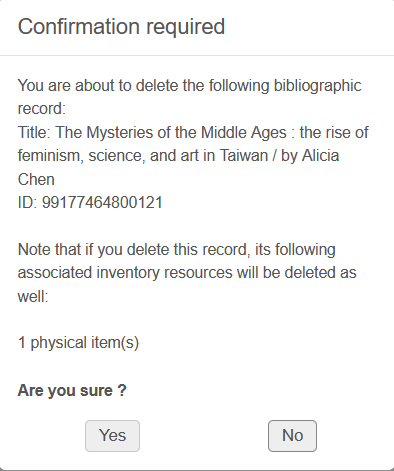 Confirmation required
You are about to delete the following bibliographic
record:
Title: The Mysteries of the Middle Ages : the rise of
feminism, science, and art in Taiwan / by Alicia
Chen
ID: 99177464800121
Note that if you delete this record, its following
associated inventory resources will be deleted as
well:
1 physical item(s)
Are you sure ?
Yes No